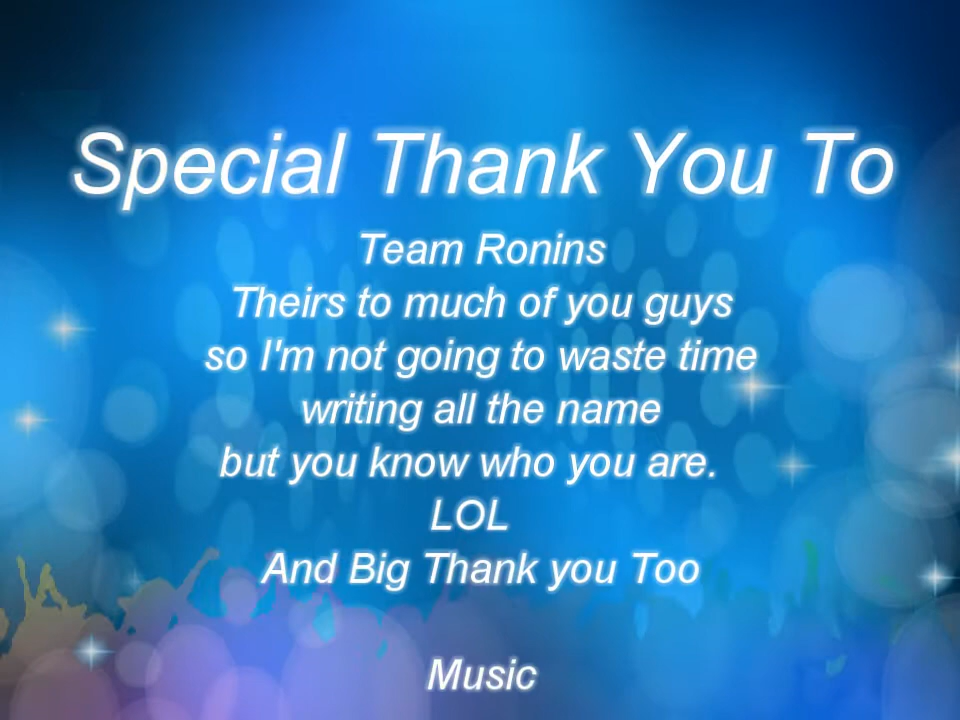 Special Thank You To
Team Ronins
Theirs to much of you guys
so I'm not going to waste time
writing all the name
but you know who you are.
LOL
And Big Thank you Too
Music